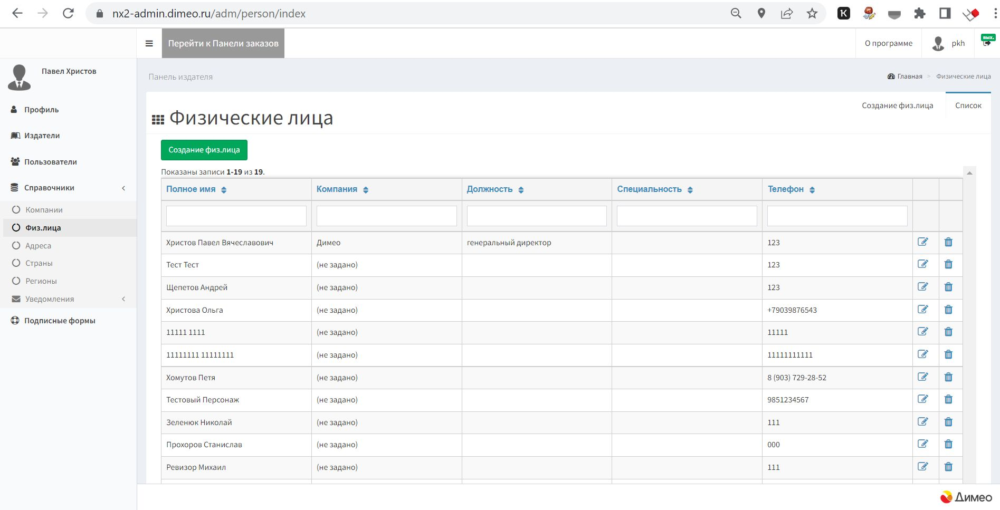 nx2-admin.dimeo.ru/adm/person/index
Перейти к Панели заказов
О программе
pkh
вых.
Павел Христов
Профиль
Издатели
Пользователи
Справочники
Компании
Физ.лица
Адреса
Страны
Регионы
Уведомления
Подписные формы
Панель издателя
Главная > Физические лица
Создание физ.лица Список
Физические лица
Создание физ.лица
Показаны записи 1-19 из 19.
Полное имя Компания Должность Специальность Телефон
Христов Павел Вячеславович Димео генеральный директор 123
Тест Тест (не задано) 123
Щепетов Андрей (не задано) 123
Христова Ольга (не задано) +79039876543
11111 1111 (не задано) 11111
11111111 11111111 (не задано) 11111111111
Хомутов Петя (не задано) 8 (903) 729-28-52
Тестовый Персонаж (не задано) 9851234567
Зеленюк Николай (не задано) 111
Прохоров Станислав (не задано) 000
Ревизор Михаил (не задано) 111
Димео